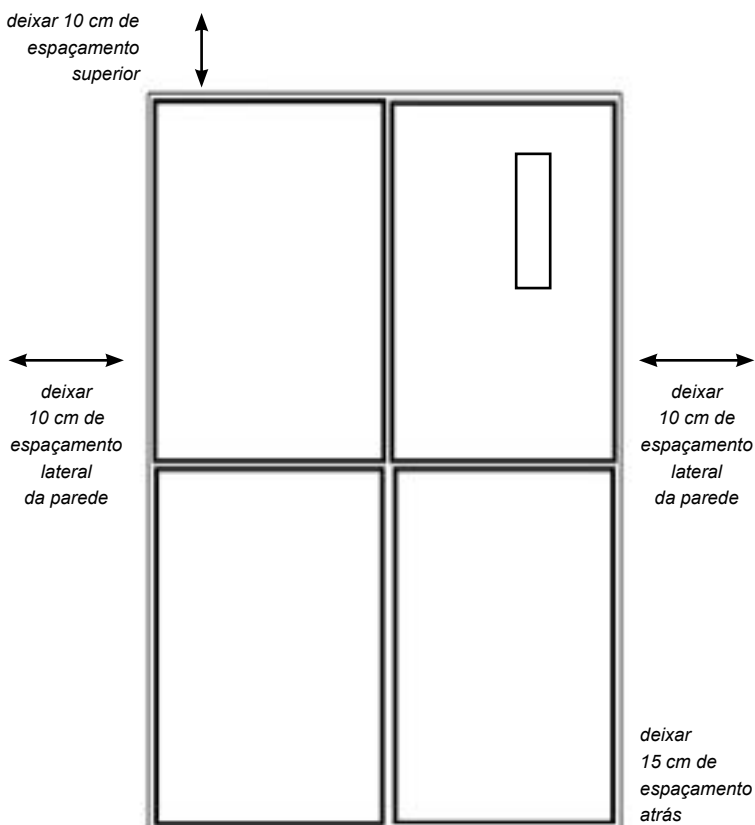 deixar 10 cm de
espaçamento
superior
deixar
10 cm de
espaçamento
lateral
da parede
deixar
10 cm de
espaçamento
lateral
da parede
deixar
15 cm de
espaçamento
atrás